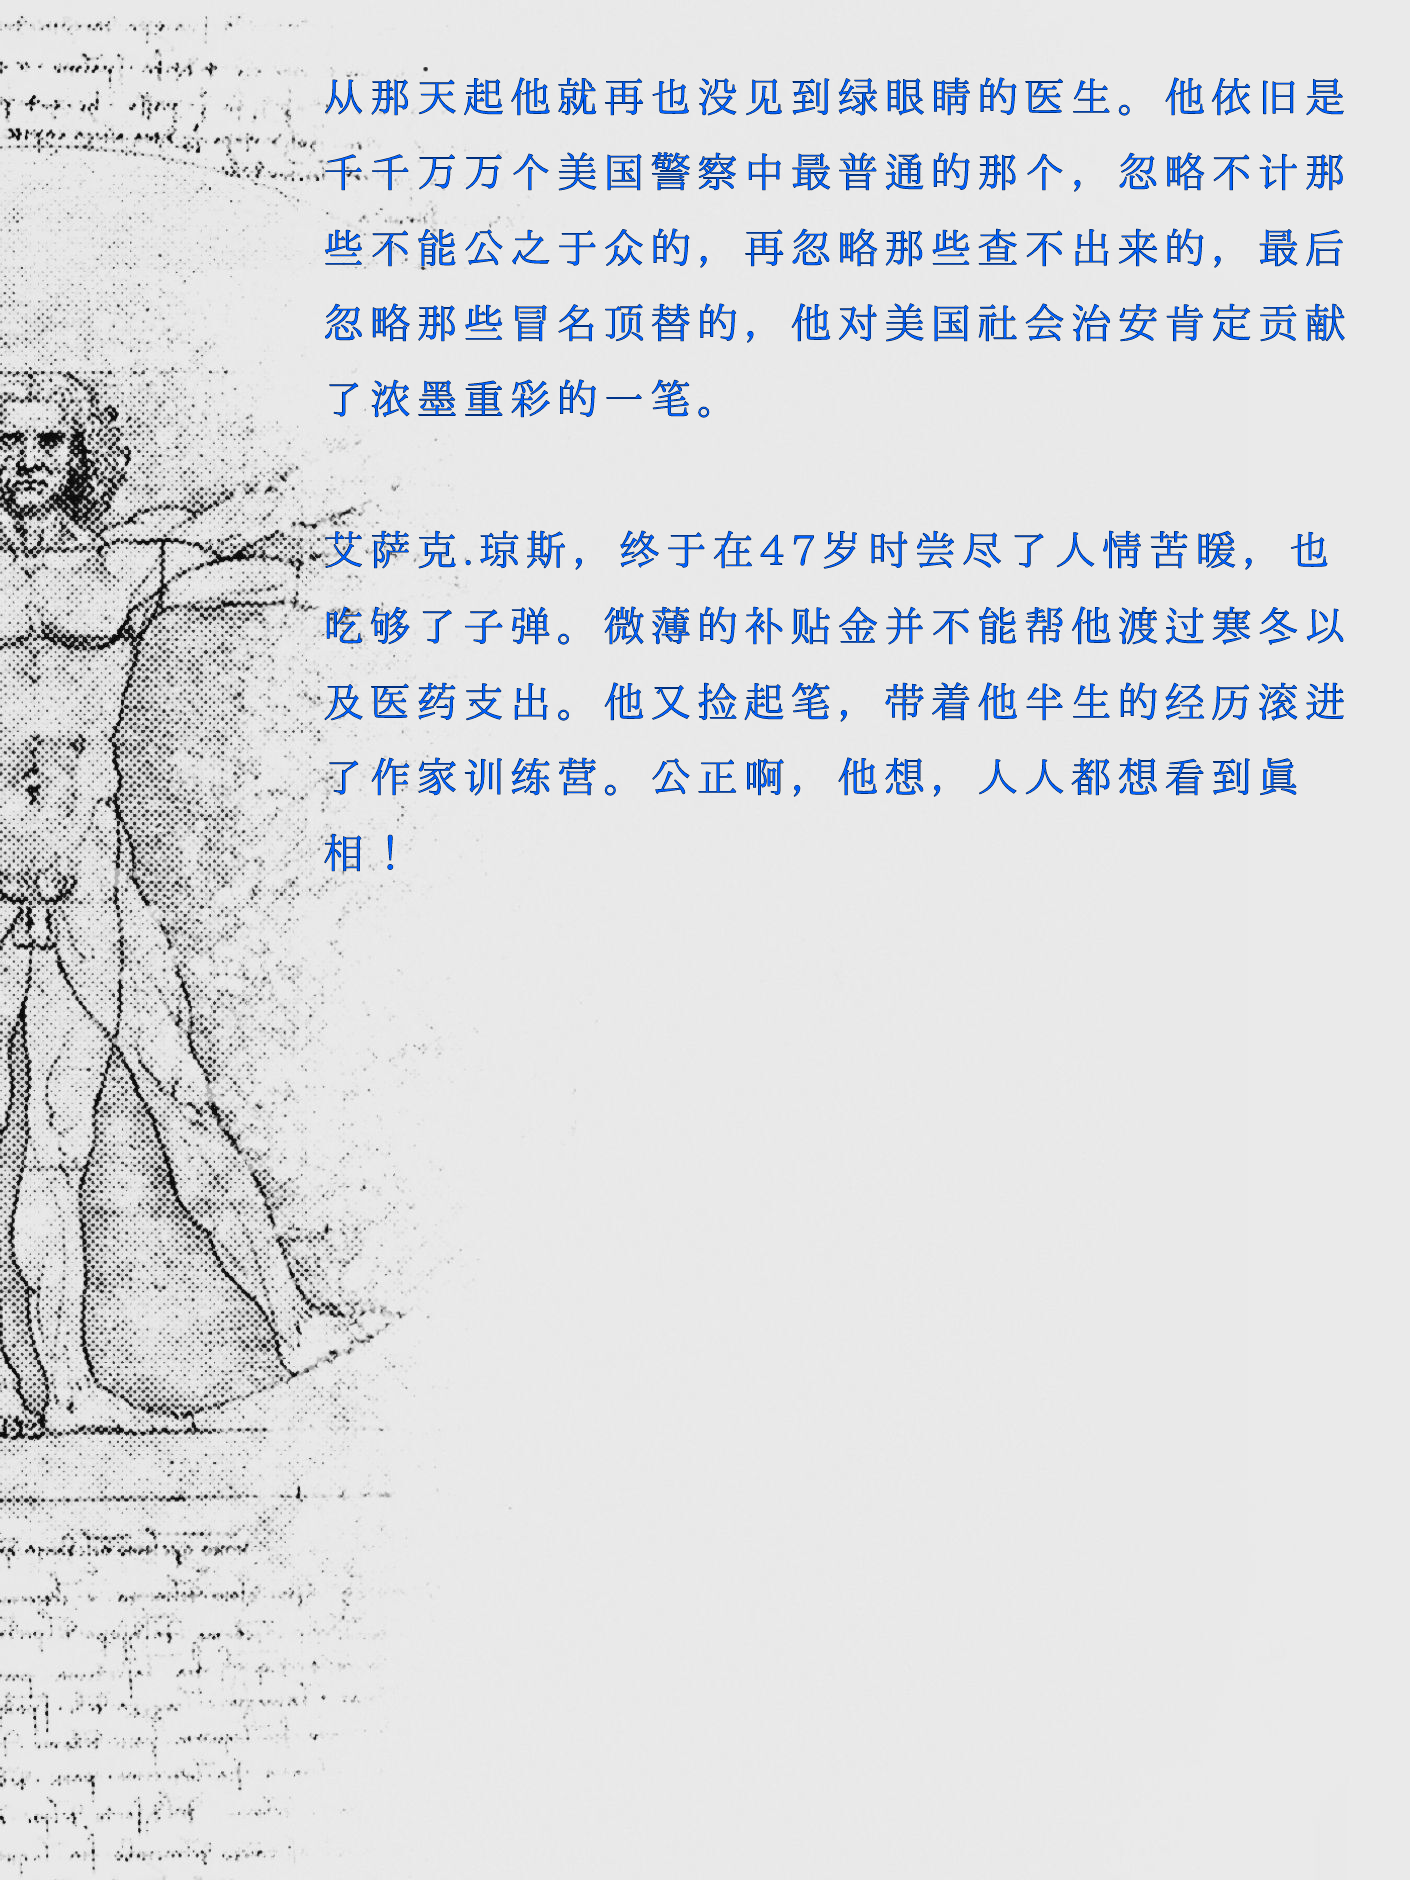 从那天起他就再也没见到绿眼睛的医生。他依旧是
千千万万个美国警察中最普通的那个，忽略不计那
些不能公之于众的，再忽略那些查不出来的，最后
忽略那些冒名顶替的，他对美国社会治安肯定贡献
了浓墨重彩的一笔。
艾萨克.琼斯，终于在47岁时尝尽了人情苦暖，也
吃够了子弹。微薄的补贴金并不能帮他渡过寒冬以
及医药支出。他又捡起笔，带着他半生的经历滚进
了作家训练营。公正啊，他想，人人都想看到眞
相！